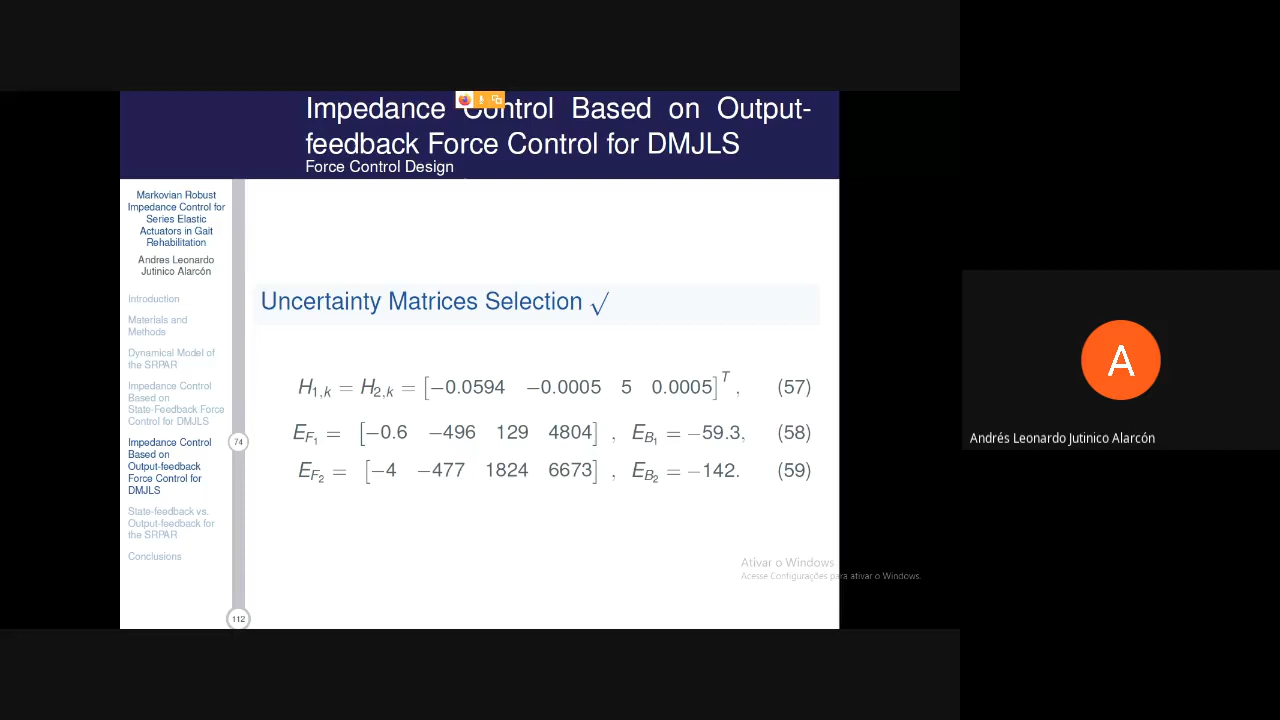 Impedance Control Based on Output-
feedback Force Control for DMJLS
Force Control Design
Markovian Robust
Impedance Control for
Series Elastic
Actuators in Gait
Rehabilitation
Andres Leonardo
Jutinico Alarcón
Introduction
Materials and
Methods
Dynamical Model of
the SRPAR
Impedance Control
Based on
State-Feedback Force
Control for DMJLS
Impedance Control
Based on
Output-feedback
Force Control for
DMJLS
State-feedback vs.
Output-feedback for
the SRPAR
Conclusions
74
112
Uncertainty Matrices Selection √
H₁,ₖ = H₂,ₖ = [−0.0594 −0.0005 5 0.0005]ᵀ, (57)
E_F₁ = [−0.6 −496 129 4804] , E_B₁ = −59.3, (58)
E_F₂ = [−4 −477 1824 6673] , E_B₂ = −142. (59)
Ativar o Windows
Acesse Configurações para ativar o Windows.
A
Andrés Leonardo Jutinico Alarcón